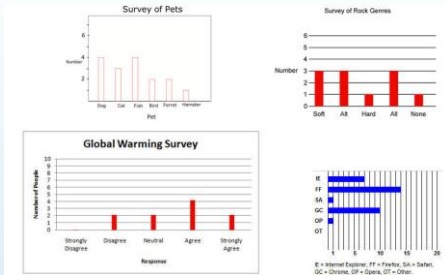 Survey of Pets
6
4
Number
2
Dog Cat Fish Bird Ferret Hamster
Pet
Survey of Rock Genres
6
5
4
Number 3
2
1
0
Soft Alt Hard All None
Global Warming Survey
Number of People
10
9
8
7
6
5
4
3
2
1
0
Strongly Disagree Disagree Neutral Agree Strongly Agree
Response
IE
FF
SA
GC
OP
OT
1 5 10 15 20
IE = Internet Explorer, FF = Firefox, SA = Safari,
GC = Chrome, OP = Opera, OT = Other.